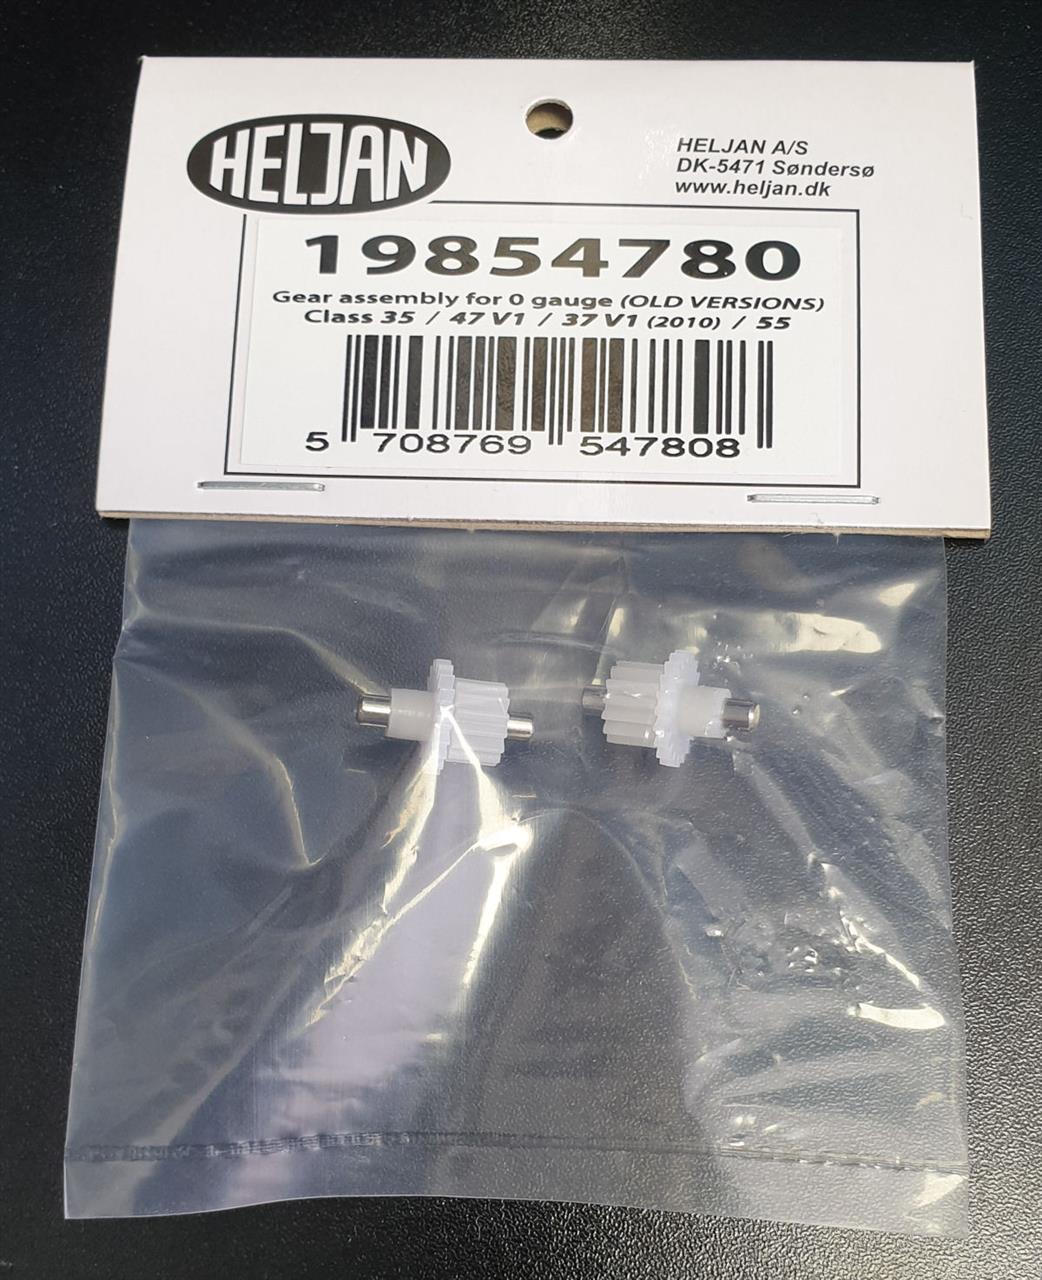 HELJAN
HELJAN A/S
DK-5471 Søndersø
www.heljan.dk
19854780
Gear assembly for 0 gauge (OLD VERSIONS)
Class 35 / 47 V1 / 37 V1 (2010) / 55
5 708769 547808